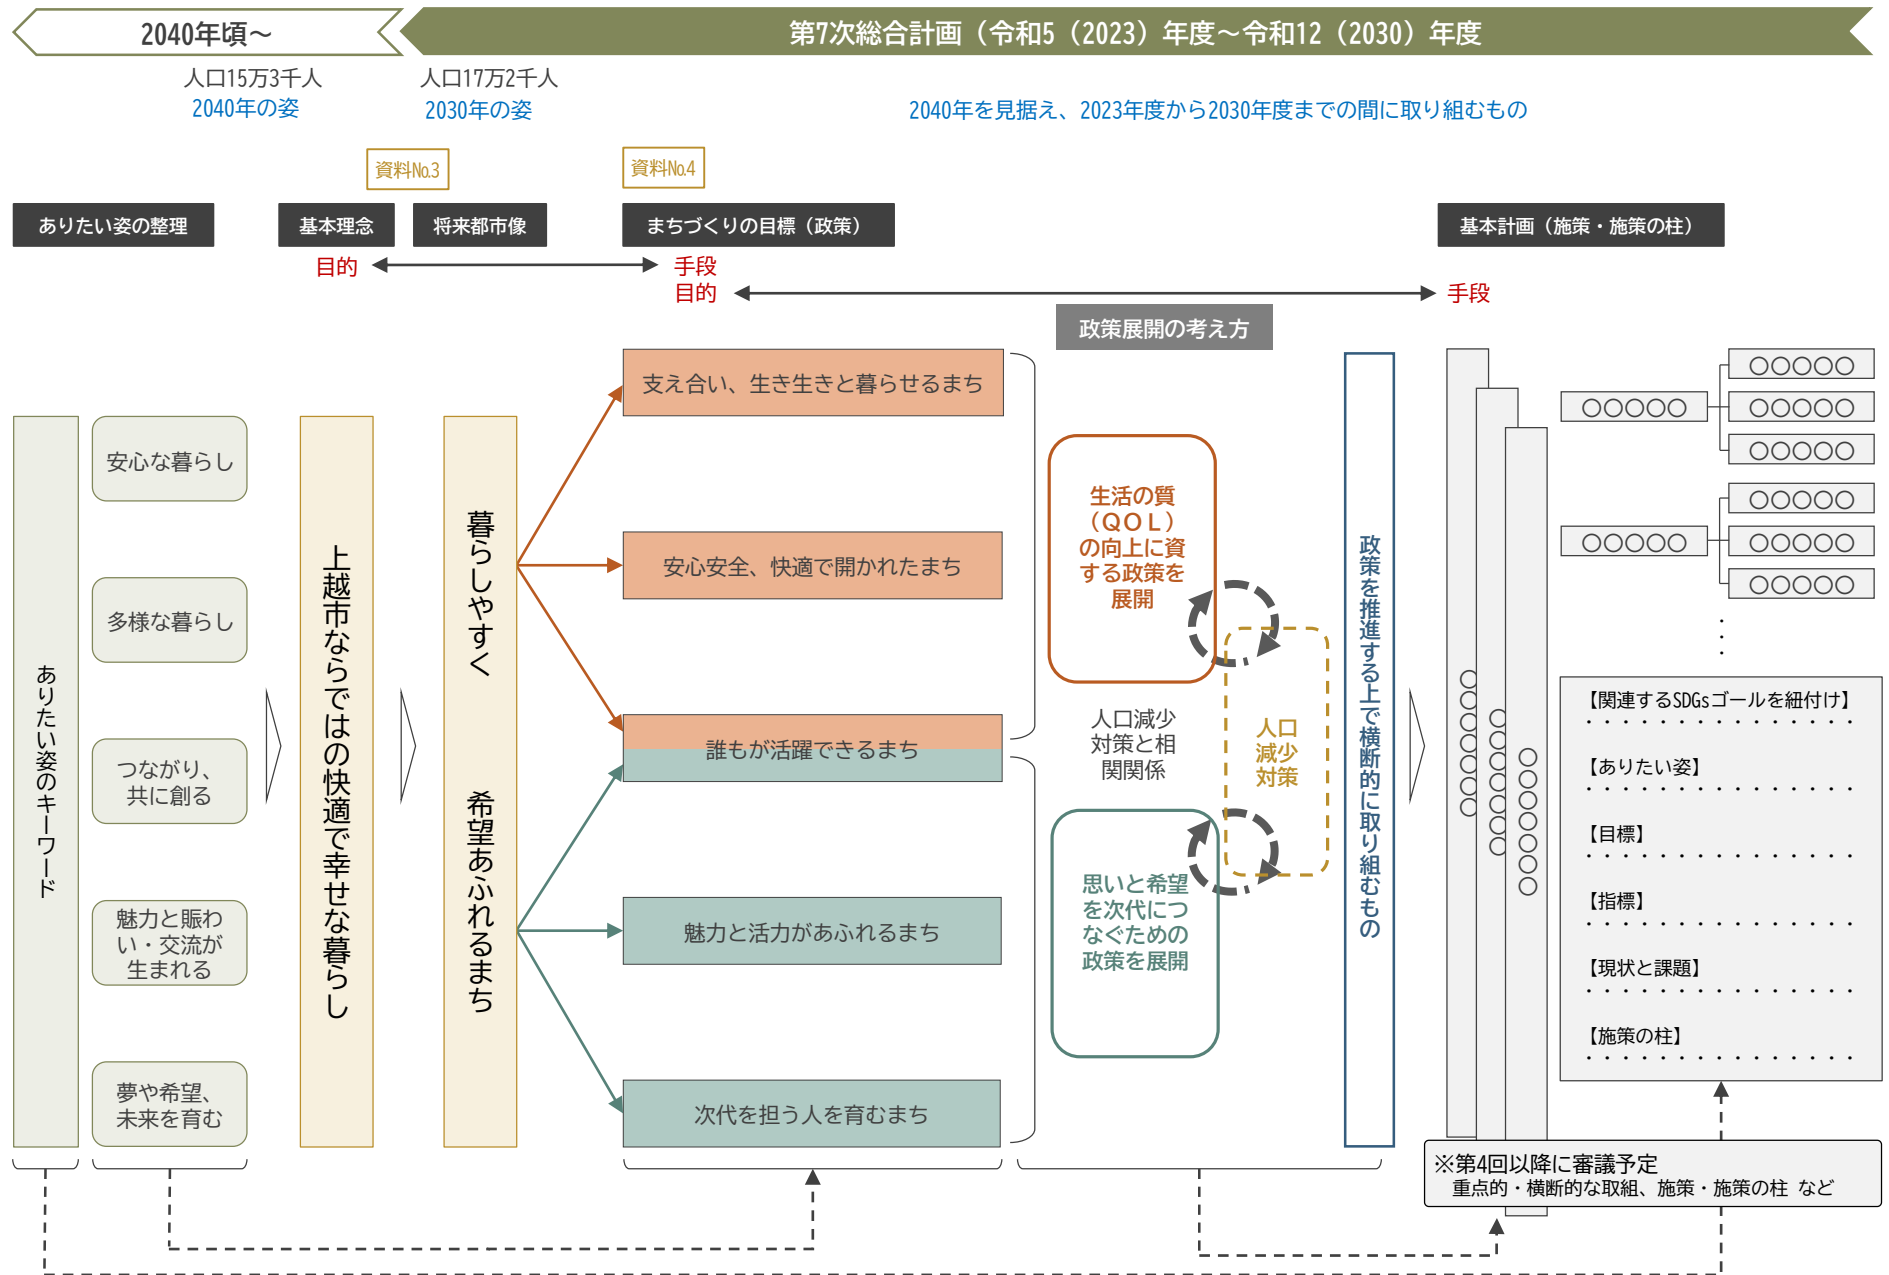 2040年頃～
第7次総合計画（令和5（2023）年度～令和12（2030）年度
人口15万3千人
2040年の姿
人口17万2千人
2030年の姿
2040年を見据え、2023年度から2030年度までの間に取り組むもの
資料№3
資料№4
ありたい姿の整理
基本理念
将来都市像
まちづくりの目標（政策）
基本計画（施策・施策の柱）
目的
手段
目的
手段
政策展開の考え方
ありたい姿のキーワード
安心な暮らし
多様な暮らし
つながり、
共に創る
魅力と賑わ
い・交流が
生まれる
夢や希望、
未来を育む
上越市ならではの快適で幸せな暮らし
暮らしやすく　希望あふれるまち
支え合い、生き生きと暮らせるまち
安心安全、快適で開かれたまち
誰もが活躍できるまち
魅力と活力があふれるまち
次代を担う人を育むまち
生活の質
（ＱＯＬ）
の向上に資
する政策を
展開
人口減少
対策と相
関関係
人口
減少
対策
思いと希望
を次代につ
なぐための
政策を展開
政策を推進する上で横断的に取り組むもの
○○○○○○○
○○○○○○○
○○○○○○○
○○○○○
○○○○○
○○○○○
○○○○○
○○○○○
○○○○○
○○○○○
○○○○○
・・・
【関連するSDGsゴールを紐付け】
・・・・・・・・・・・・・・・
【ありたい姿】
・・・・・・・・・・・・・・・
【目標】
・・・・・・・・・・・・・・・
【指標】
・・・・・・・・・・・・・・・
【現状と課題】
・・・・・・・・・・・・・・・
【施策の柱】
・・・・・・・・・・・・・・・
※第4回以降に審議予定
重点的・横断的な取組、施策・施策の柱 など